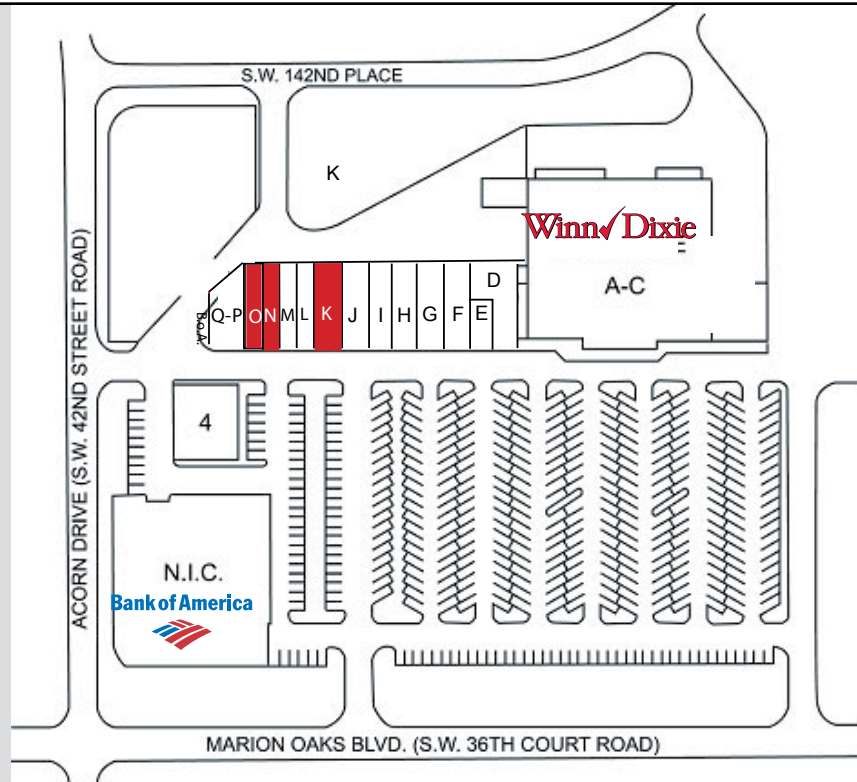 S.W. 142ND PLACE
K
Winn Dixie
A-C
D
Q-P O N M L K J I H G F E
B.o.A.
ACORN DRIVE (S.W. 42ND STREET ROAD)
4
N.I.C.
Bank of America
MARION OAKS BLVD. (S.W. 36TH COURT ROAD)